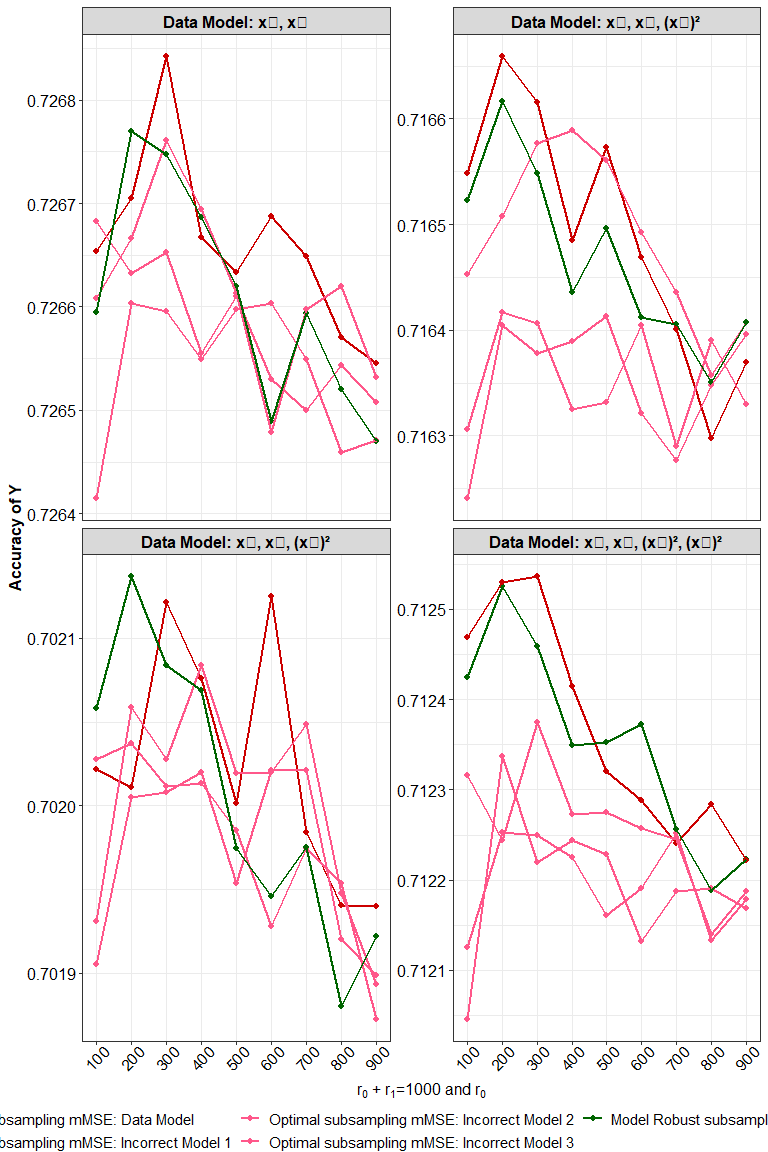 Data Model: x▯, x▯
Data Model: x▯, x▯, (x▯)²
0.7268
0.7267
0.7266
0.7265
0.7264
0.7166
0.7165
0.7164
0.7163
Accuracy of Y
Data Model: x▯, x▯, (x▯)²
Data Model: x▯, x▯, (x▯)², (x▯)²
0.7021
0.7020
0.7019
0.7125
0.7124
0.7123
0.7122
0.7121
100 200 300 400 500 600 700 800 900
100 200 300 400 500 600 700 800 900
r₀ + r₁=1000 and r₀
bsampling mMSE: Data Model
Optimal subsampling mMSE: Incorrect Model 2
Model Robust subsampl
bsampling mMSE: Incorrect Model 1
Optimal subsampling mMSE: Incorrect Model 3